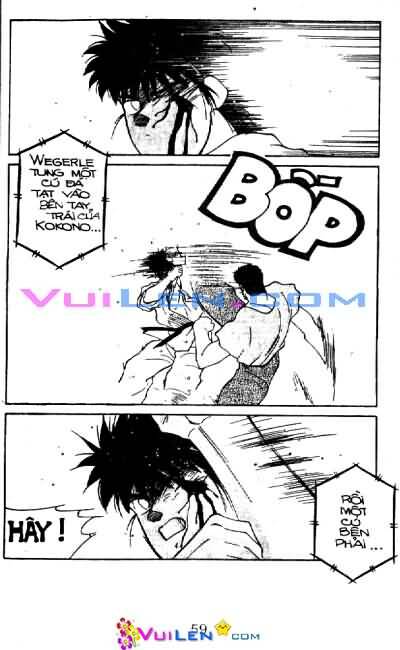 WEGERLE
TUNG MỘT
CÚ ĐÁ
TẠT VÀO
BÊN TAY
TRÁI CỦA
KOKONO...
BỐP
VUILEN.COM
HÂY !
RỒI
MỘT
CÚ
BÊN
PHẢI...
59
VUILEN.COM